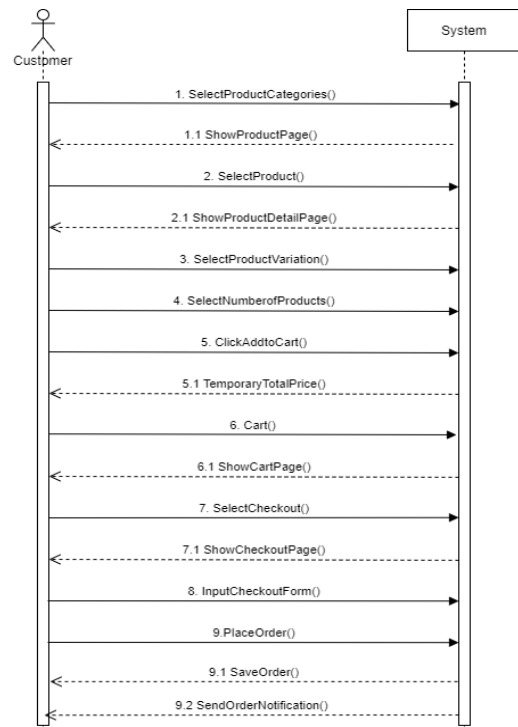 System
Customer
1. SelectProductCategories()
1.1 ShowProductPage()
2. SelectProduct()
2.1 ShowProductDetailPage()
3. SelectProductVariation()
4. SelectNumberofProducts()
5. ClickAddtoCart()
5.1 TemporaryTotalPrice()
6. Cart()
6.1 ShowCartPage()
7. SelectCheckout()
7.1 ShowCheckoutPage()
8. InputCheckoutForm()
9.PlaceOrder()
9.1 SaveOrder()
9.2 SendOrderNotification()